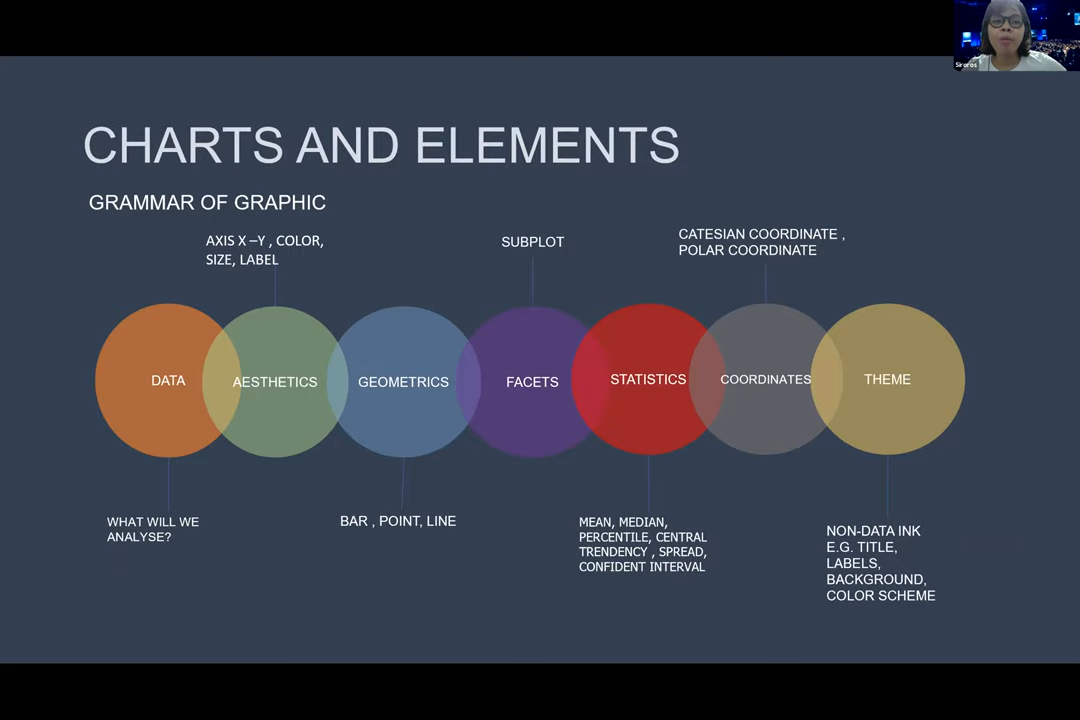 Siroros
CHARTS AND ELEMENTS
GRAMMAR OF GRAPHIC
AXIS X –Y , COLOR,
SIZE, LABEL
SUBPLOT
CATESIAN COORDINATE ,
POLAR COORDINATE
DATA
AESTHETICS
GEOMETRICS
FACETS
STATISTICS
COORDINATES
THEME
WHAT WILL WE
ANALYSE?
BAR , POINT, LINE
MEAN, MEDIAN,
PERCENTILE, CENTRAL
TRENDENCY , SPREAD,
CONFIDENT INTERVAL
NON-DATA INK
E.G. TITLE,
LABELS,
BACKGROUND,
COLOR SCHEME